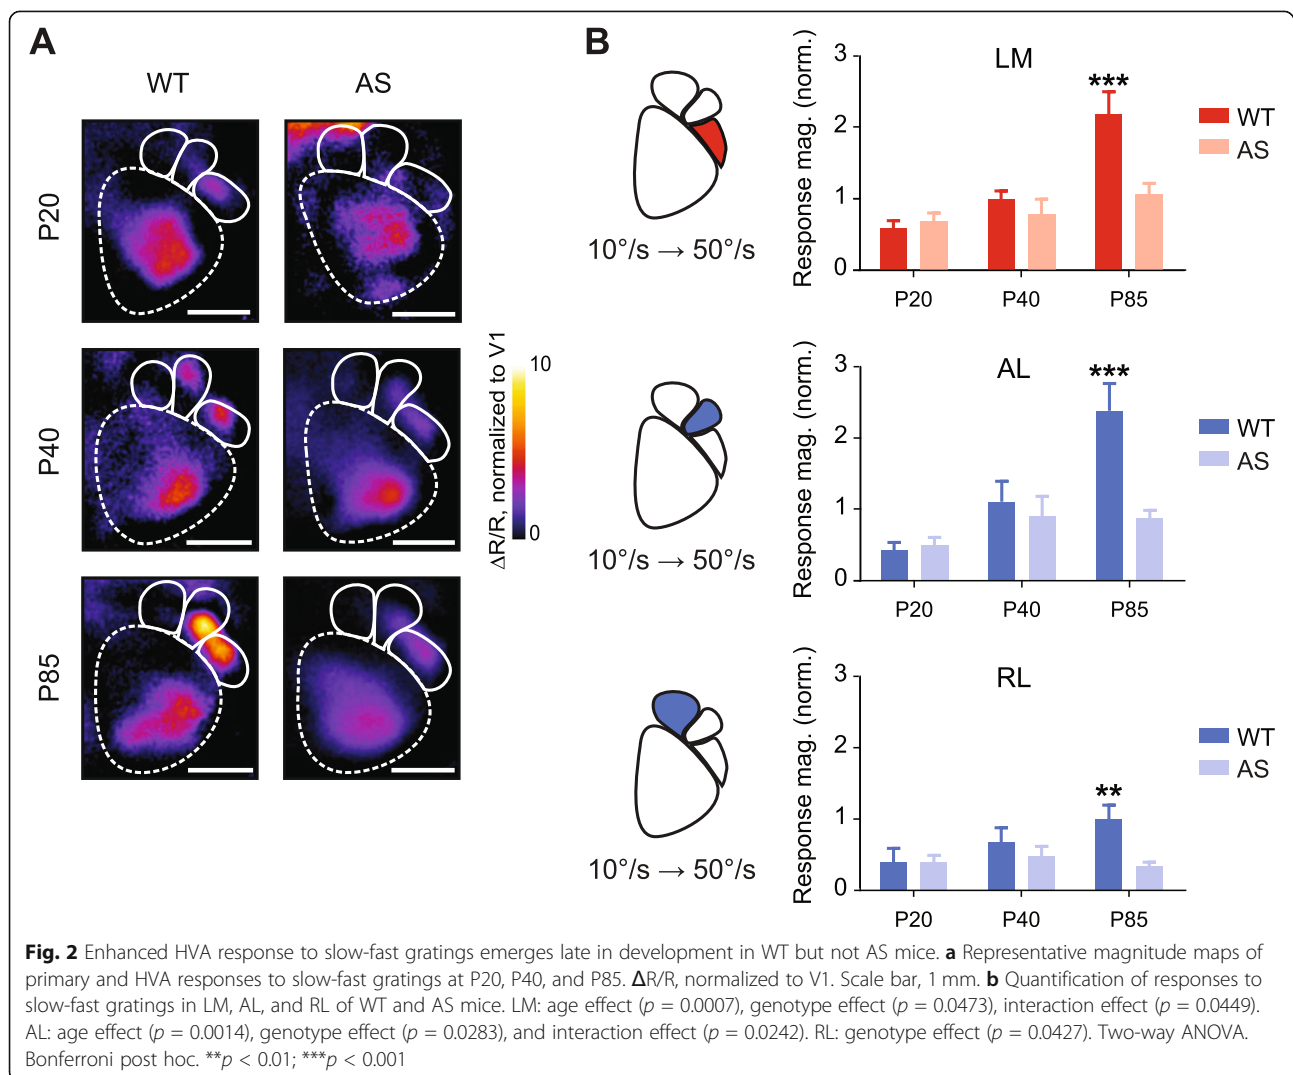 A
WT
AS
P20
P40
P85
ΔR/R, normalized to V1
10
0
B
10°/s → 50°/s
LM
Response mag. (norm.)
3
2
1
0
***
P20
P40
P85
WT
AS
10°/s → 50°/s
AL
Response mag. (norm.)
3
2
1
0
***
P20
P40
P85
WT
AS
10°/s → 50°/s
RL
Response mag. (norm.)
3
2
1
0
**
P20
P40
P85
WT
AS
Fig. 2 Enhanced HVA response to slow-fast gratings emerges late in development in WT but not AS mice. a Representative magnitude maps of
primary and HVA responses to slow-fast gratings at P20, P40, and P85. ΔR/R, normalized to V1. Scale bar, 1 mm. b Quantification of responses to
slow-fast gratings in LM, AL, and RL of WT and AS mice. LM: age effect (p = 0.0007), genotype effect (p = 0.0473), interaction effect (p = 0.0449).
AL: age effect (p = 0.0014), genotype effect (p = 0.0283), and interaction effect (p = 0.0242). RL: genotype effect (p = 0.0427). Two-way ANOVA.
Bonferroni post hoc. **p < 0.01; ***p < 0.001